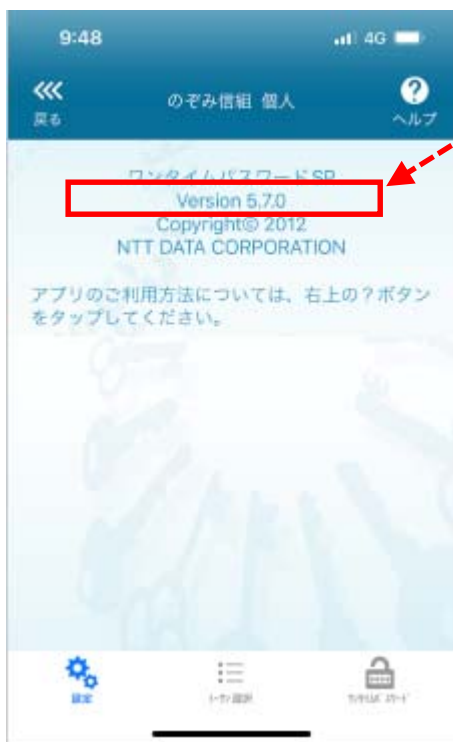 9:48
4G
戻る
のぞみ信組 個人
?
ヘルプ
ワンタイムパスワードSP
Version 5.7.0
Copyright© 2012
NTT DATA CORPORATION
アプリのご利用方法については、右上の?ボタン
をタップしてください。
設定